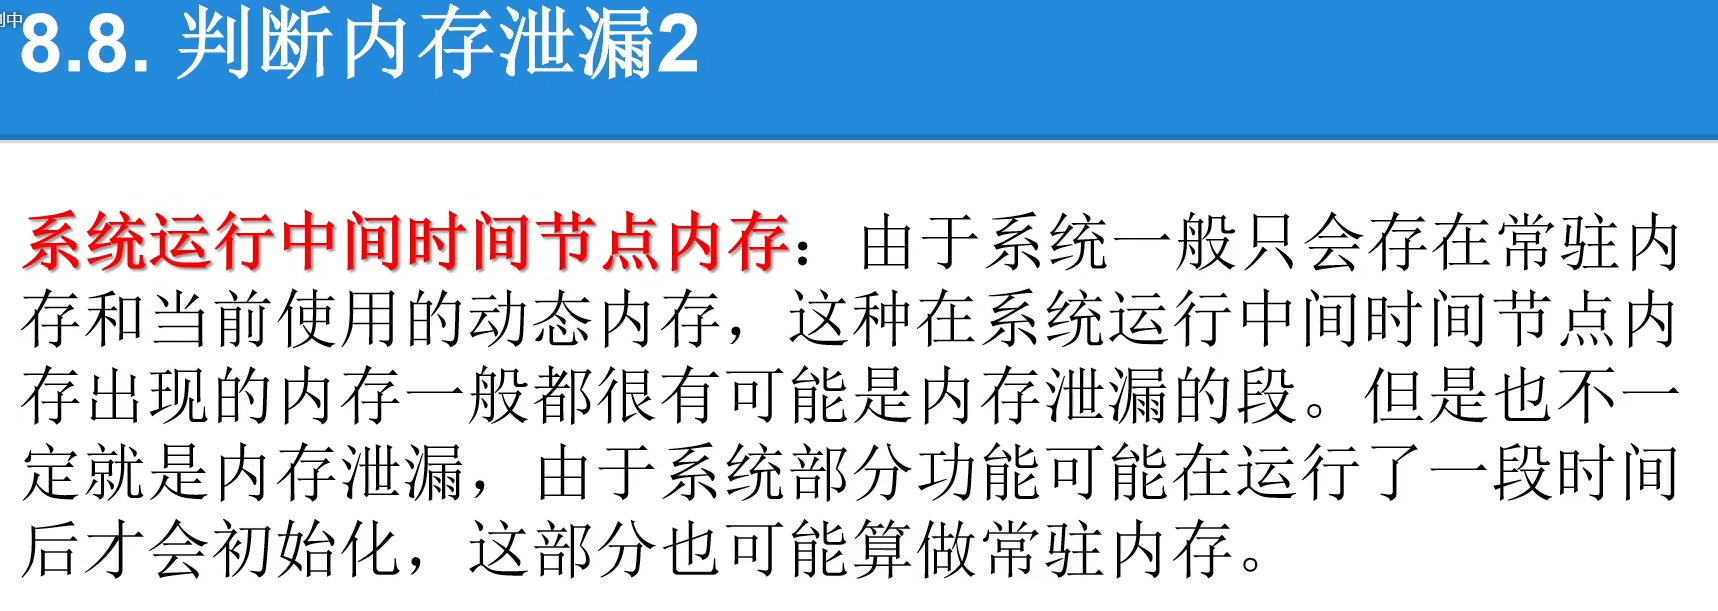 8.8. 判断内存泄漏2
系统运行中间时间节点内存：由于系统一般只会存在常驻内
存和当前使用的动态内存，这种在系统运行中间时间节点内
存出现的内存一般都很有可能是内存泄漏的段。但是也不一
定就是内存泄漏，由于系统部分功能可能在运行了一段时间
后才会初始化，这部分也可能算做常驻内存。